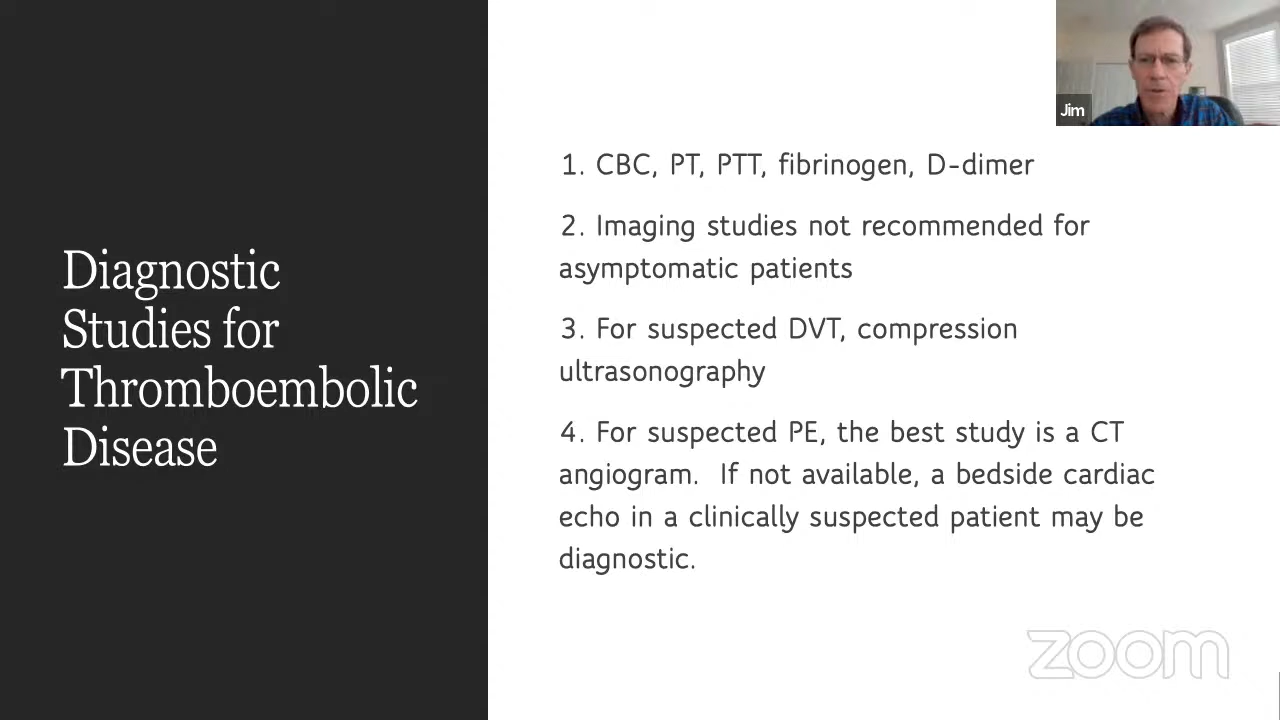 Jim
Diagnostic
Studies for
Thromboembolic
Disease
1. CBC, PT, PTT, fibrinogen, D-dimer
2. Imaging studies not recommended for
asymptomatic patients
3. For suspected DVT, compression
ultrasonography
4. For suspected PE, the best study is a CT
angiogram.  If not available, a bedside cardiac
echo in a clinically suspected patient may be
diagnostic.
zoom